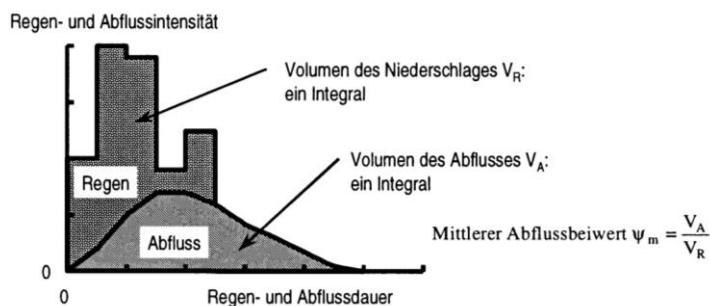 Regen- und Abflussintensität
Volumen des Niederschlages V_R:
ein Integral
Volumen des Abflusses V_A:
ein Integral
Regen
Abfluss
Mittlerer Abflussbeiwert ψ_m = V_A / V_R
0
0
Regen- und Abflussdauer